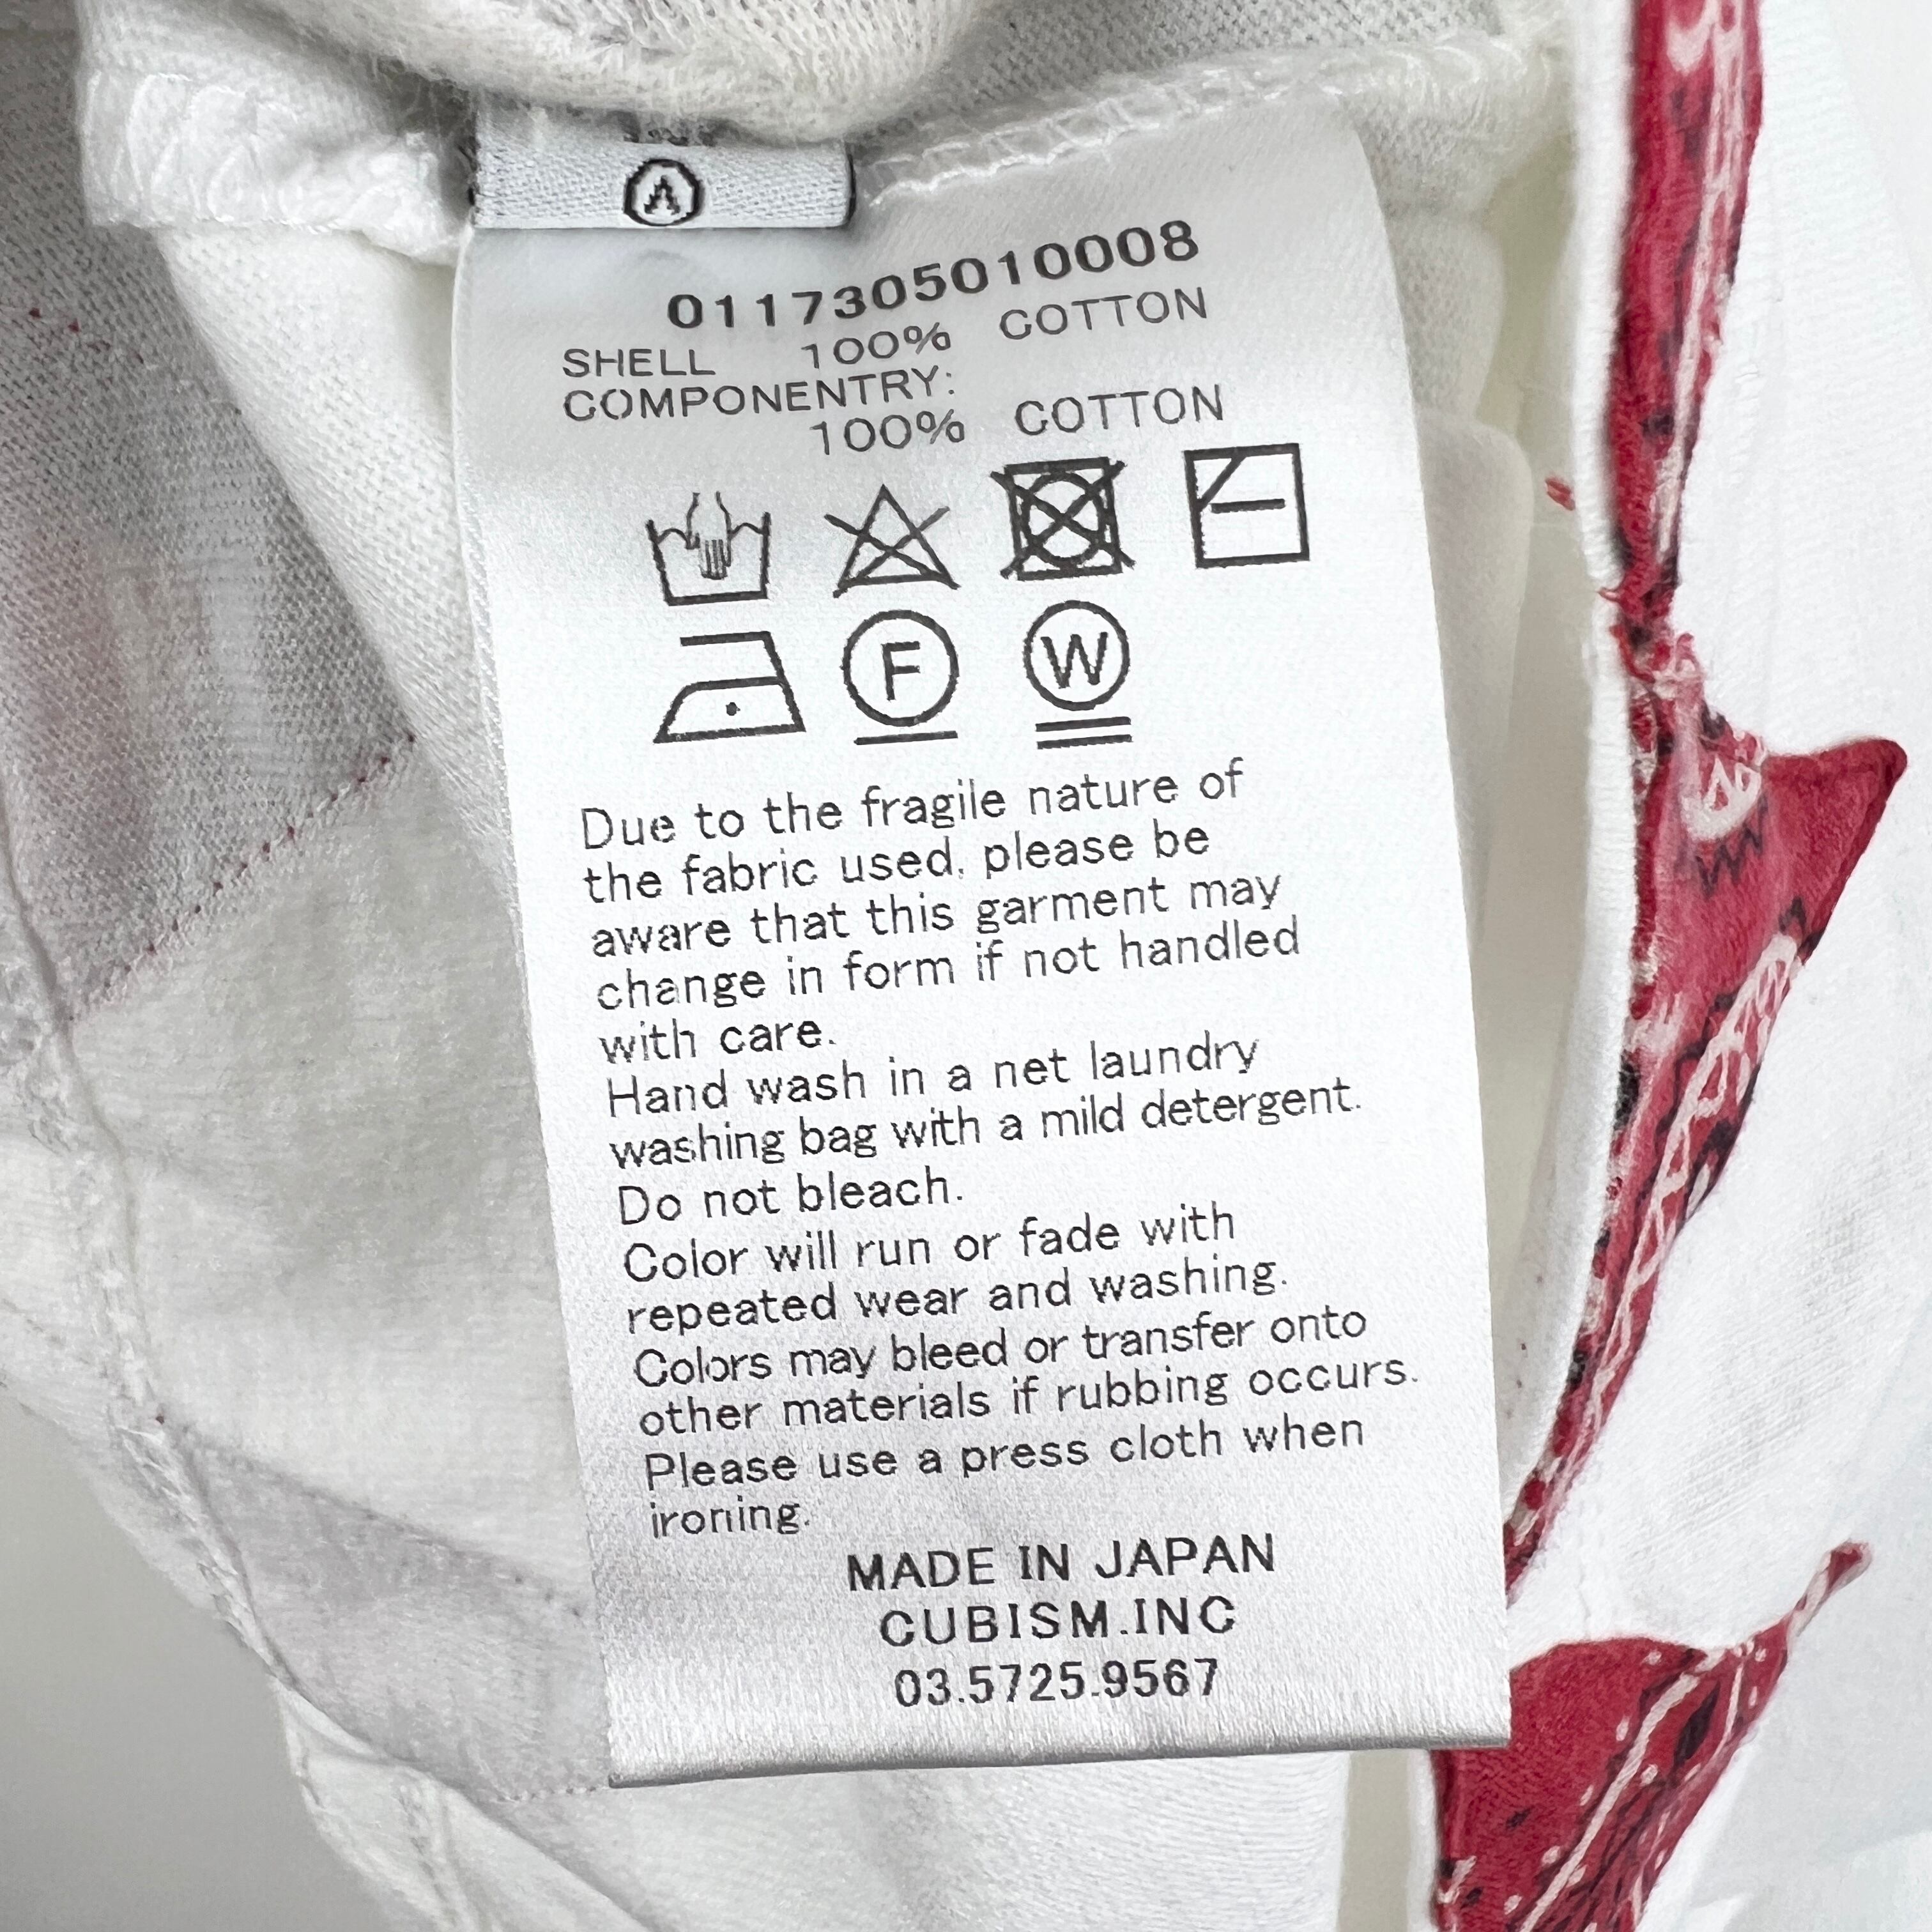 0117305010008
SHELL 100% COTTON
COMPONENTRY:
100% COTTON
F W
Due to the fragile nature of
the fabric used, please be
aware that this garment may
change in form if not handled
with care.
Hand wash in a net laundry
washing bag with a mild detergent.
Do not bleach.
Color will run or fade with
repeated wear and washing.
Colors may bleed or transfer onto
other materials if rubbing occurs.
Please use a press cloth when
ironing.
MADE IN JAPAN
CUBISM.INC
03.5725.9567